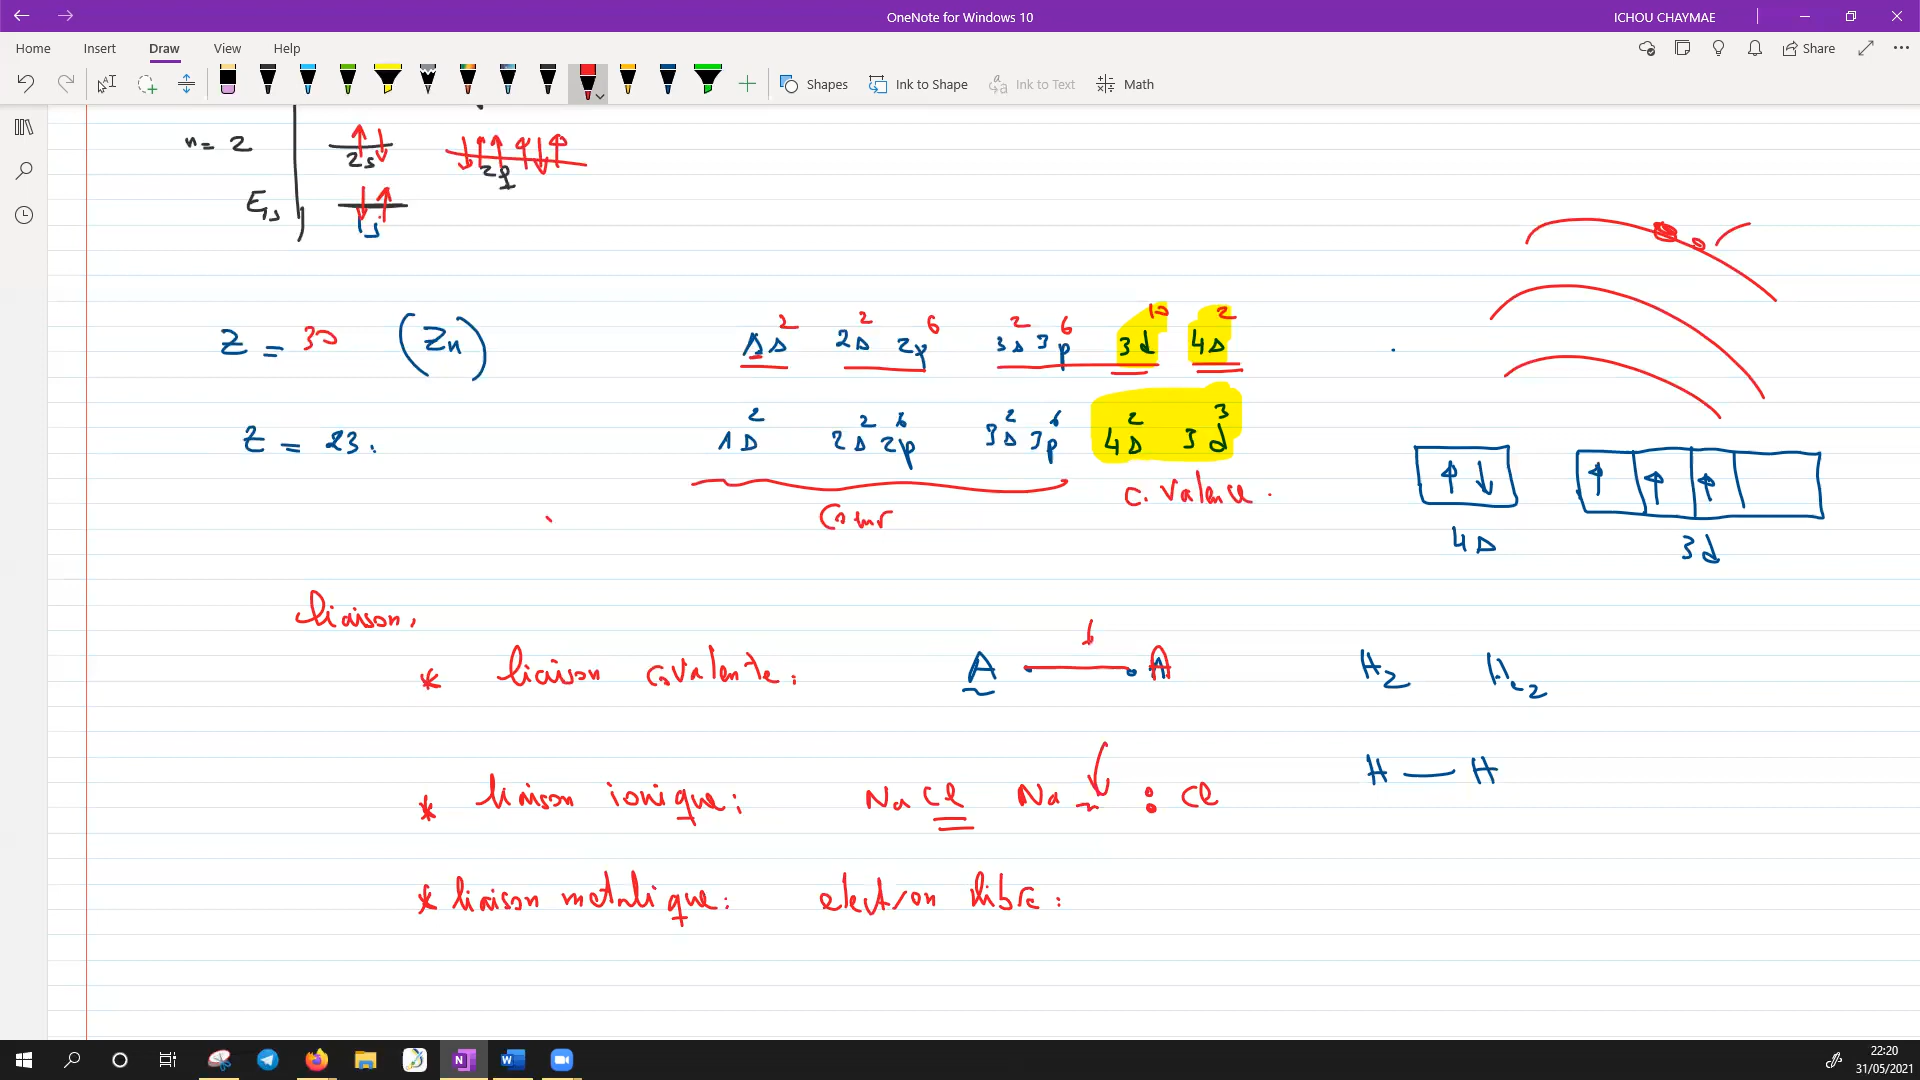 OneNote for Windows 10
ICHOU CHAYMAE
Home Insert Draw View Help
Share
Shapes Ink to Shape Ink to Text Math
n = 2
2s 2p
E1s
1s
Z = 30 (Zn) 1s² 2s² 2p⁶ 3s² 3p⁶ 3d¹⁰ 4s²
Z = 23. 1s² 2s² 2p⁶ 3s² 3p⁶ 4s² 3d³
Cœur c. valence.
4s 3d
liaison.
* liaison covalente. A A H₂
* liaison ionique: NaCl Na : Cl H — H
* liaison metalique: electron libre:
22:20
31/05/2021